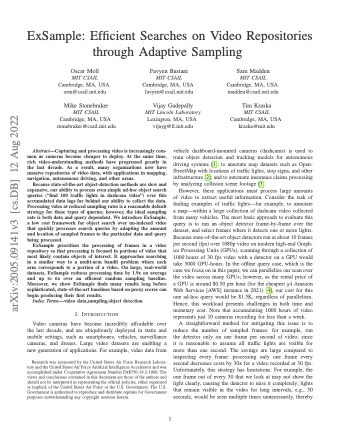 ExSample: Efficient Searches on Video Repositories
through Adaptive Sampling
Oscar Moll
MIT CSAIL
Cambridge, MA, USA
orm@csail.mit.edu
Favyen Bastani
MIT CSAIL
Cambridge, MA, USA
favyen@csail.mit.edu
Sam Madden
MIT CSAIL
Cambridge, MA, USA
madden@csail.mit.edu
Mike Stonebraker
MIT CSAIL
Cambridge, MA, USA
stonebraker@csail.mit.edu
Vijay Gadepally
MIT Lincoln Laboratory
Lexington, MA, USA
vijayg@ll.mit.edu
Tim Kraska
MIT CSAIL
Cambridge, MA, USA
kraska@mit.edu
arXiv:2005.09141v3 [cs.DB] 12 Aug 2022
Abstract—Capturing and processing video is increasingly com-
mon as cameras become cheaper to deploy. At the same time,
rich video-understanding methods have progressed greatly in
the last decade. As a result, many organizations now have
massive repositories of video data, with applications in mapping,
navigation, autonomous driving, and other areas.
Because state-of-the-art object-detection methods are slow and
expensive, our ability to process even simple ad-hoc object search
queries ("find 100 traffic lights in dashcam video") over this
accumulated data lags far behind our ability to collect the data.
Processing video at reduced sampling rates is a reasonable default
strategy for these types of queries; however, the ideal sampling
rate is both data and query dependent. We introduce ExSample,
a low cost framework for object search over un-indexed video
that quickly processes search queries by adapting the amount
and location of sampled frames to the particular data and query
being processed.
ExSample prioritizes the processing of frames in a video
repository so that processing is focused in portions of video that
most likely contain objects of interest. It approaches searching
in a similar way to a multi-arm bandit problem where each
arm corresponds to a portion of a video. On large, real-world
datasets, ExSample reduces processing time by 1.9x on average
and up to 6x over an efficient random sampling baseline.
Moreover, we show ExSample finds many results long before
sophisticated, state-of-the-art baselines based on proxy scores can
begin producing their first results.
Index Terms—video data,sampling,object detection
I. INTRODUCTION
Video cameras have become incredibly affordable over
the last decade, and are ubiquitously deployed in static and
mobile settings, such as smartphones, vehicles, surveillance
cameras, and drones. Large video datasets are enabling a
new generation of applications. For example, video data from
Research was sponsored by the United States Air Force Research Labora-
tory and the United States Air Force Artificial Intelligence Accelerator and was
accomplished under Cooperative Agreement Number FA8750-19-2-1000. The
views and conclusions contained in this document are those of the authors and
should not be interpreted as representing the official policies, either expressed
or implied, of the United States Air Force or the U.S. Government. The U.S.
Government is authorized to reproduce and distribute reprints for Government
purposes notwithstanding any copyright notation herein.
vehicle dashboard-mounted cameras (dashcams) is used to
train object detection and tracking models for autonomous
driving systems [1]; to annotate map datasets such as Open-
StreetMap with locations of traffic lights, stop signs, and other
infrastructure [2]; and to automate insurance claims processing
by analyzing collision scene footage [3].
However, these applications must process large amounts
of video to extract useful information. Consider the task of
finding examples of traffic lights—for example, to annotate
a map—within a large collection of dashcam video collected
from many vehicles. The most basic approach to evaluate this
query is to run an object detector frame-by-frame over the
dataset, and select frames where it detects one or more lights.
Because state-of-the-art object detectors run at about 10 frames
per second (fps) over 1080p video on modern high-end Graph-
ics Processing Units (GPUs), scanning through a collection of
1000 hours of 30 fps video with a detector on a GPU would
take 3000 GPU-hours. In the offline query case, which is the
case we focus on in this paper, we can parallelize our scan over
the video across many GPUs; however, as the rental price of
a GPU is around $0.50 per hour (for the cheapest g4 Amazon
Web Services (AWS) instance in 2021) [4], our cost for this
one ad-hoc query would be $1.5K, regardless of parallelism.
Hence, this workload presents challenges in both time and
monetary cost. Note that accumulating 1000 hours of video
represents just 10 cameras recording for less than a week.
A straightforward method for mitigating this issue is to
reduce the number of sampled frames: for example, run
the detector only on one frame per second of video, since
it is reasonable to assume all traffic lights are visible for
more than one second. The savings are large compared to
inspecting every frame: processing only one frame every
second decreases costs by 30x for a video recorded at 30 fps.
Unfortunately, this strategy has limitations. For example, the
one frame out of every 30 that we look at may not show the
light clearly, causing the detector to miss it completely; lights
that remain visible in the video for long intervals, e.g., 30
seconds, would be seen multiple times unnecessarily, thereby
1